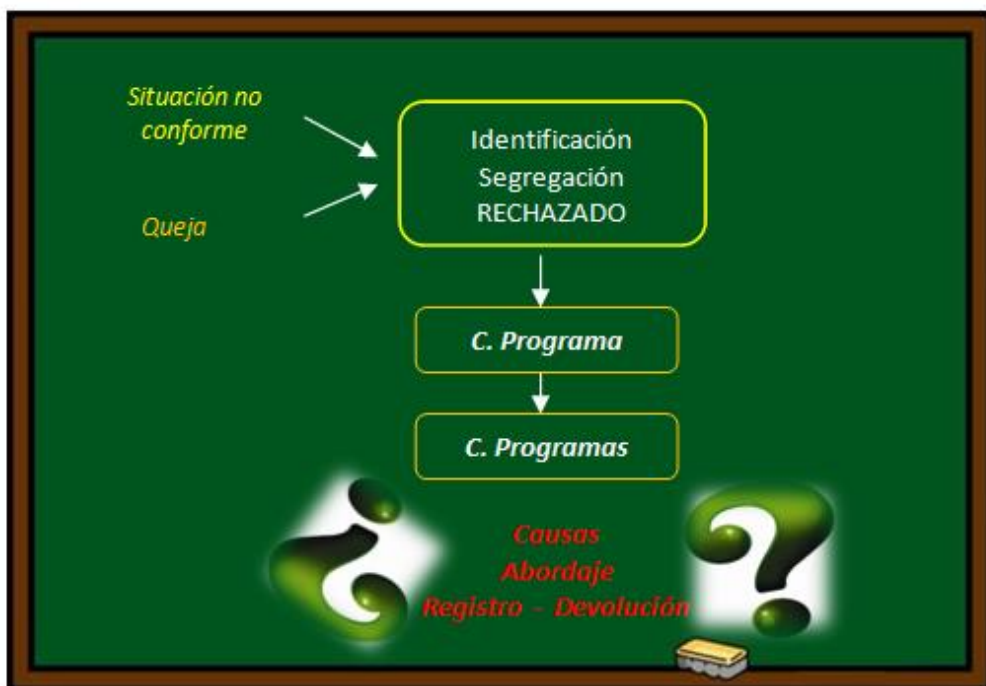 Situación no
conforme
Queja
Identificación
Segregación
RECHAZADO
C. Programa
C. Programas
Causas
Abordaje
Registro – Devolución